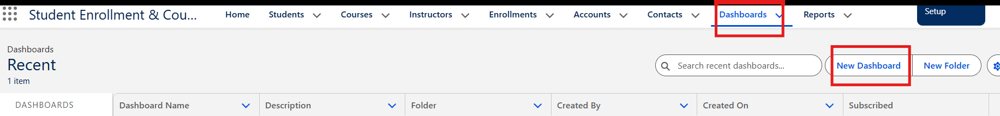 Student Enrollment & Cou... Home Students Courses Instructors Enrollments Accounts Contacts Dashboards Reports Setup
Dashboards
Recent
1 item
Search recent dashboards... New Dashboard New Folder
DASHBOARDS Dashboard Name Description Folder Created By Created On Subscribed